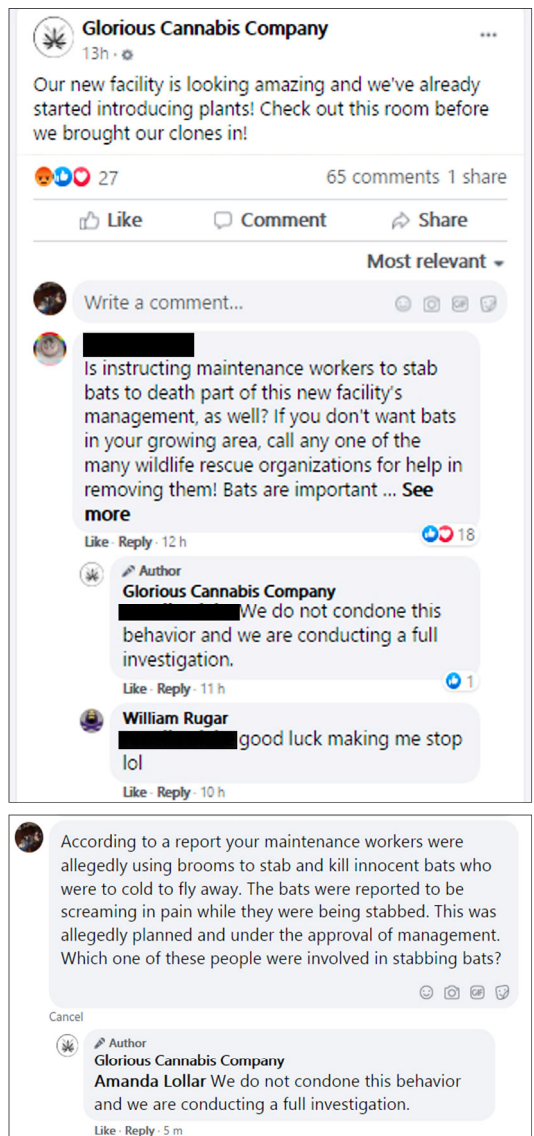 Glorious Cannabis Company
13h ·
Our new facility is looking amazing and we've already
started introducing plants! Check out this room before
we brought our clones in!
27
65 comments 1 share
Like
Comment
Share
Most relevant
Write a comment...
GIF
Is instructing maintenance workers to stab
bats to death part of this new facility's
management, as well? If you don't want bats
in your growing area, call any one of the
many wildlife rescue organizations for help in
removing them! Bats are important ... See
more
18
Like · Reply · 12 h
Author
Glorious Cannabis Company
We do not condone this
behavior and we are conducting a full
investigation.
1
Like · Reply · 11 h
William Rugar
good luck making me stop
lol
Like · Reply · 10 h
According to a report your maintenance workers were
allegedly using brooms to stab and kill innocent bats who
were to cold to fly away. The bats were reported to be
screaming in pain while they were being stabbed. This was
allegedly planned and under the approval of management.
Which one of these people were involved in stabbing bats?
GIF
Cancel
Author
Glorious Cannabis Company
Amanda Lollar We do not condone this behavior
and we are conducting a full investigation.
Like · Reply · 5 m